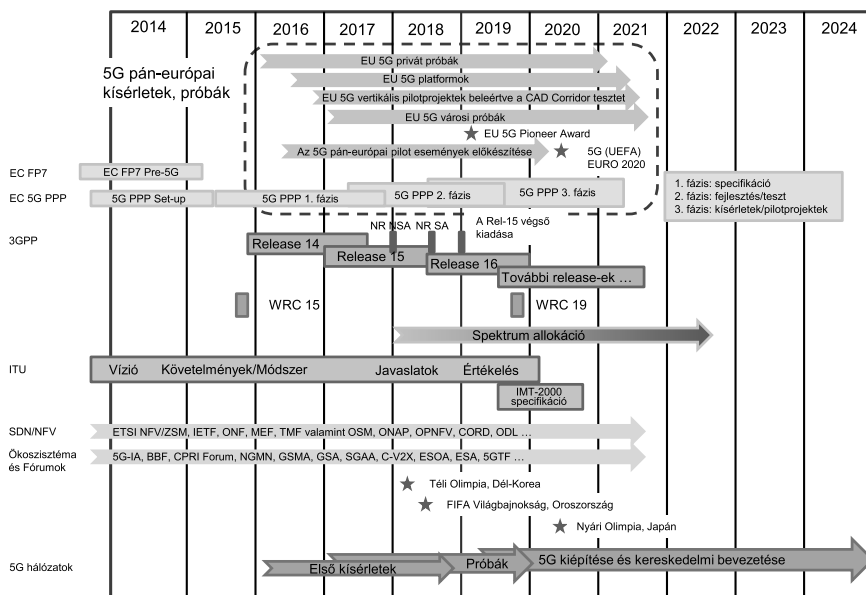 2014 2015 2016 2017 2018 2019 2020 2021 2022 2023 2024
5G pán-európai
kísérletek, próbák
EU 5G privát próbák
EU 5G platformok
EU 5G vertikális pilotprojektek beleértve a CAD Corridor tesztet
EU 5G városi próbák
EU 5G Pioneer Award
Az 5G pán-európai pilot események előkészítése
5G (UEFA)
EURO 2020
EC FP7
EC FP7 Pre-5G
EC 5G PPP
5G PPP Set-up
5G PPP 1. fázis
5G PPP 2. fázis
5G PPP 3. fázis
1. fázis: specifikáció
2. fázis: fejlesztés/teszt
3. fázis: kísérletek/pilotprojektek
3GPP
NR NSA NR SA
A Rel-15 végső
kiadása
Release 14
Release 15
Release 16
További release-ek ...
WRC 15
WRC 19
Spektrum allokáció
ITU
Vízió Követelmények/Módszer Javaslatok Értékelés
IMT-2000
specifikáció
SDN/NFV
ETSI NFV/ZSM, IETF, ONF, MEF, TMF valamint OSM, ONAP, OPNFV, CORD, ODL ...
Ökoszisztéma
és Fórumok
5G-IA, BBF, CPRI Forum, NGMN, GSMA, GSA, SGAA, C-V2X, ESOA, ESA, 5GTF ...
Téli Olimpia, Dél-Korea
FIFA Világbajnokság, Oroszország
Nyári Olimpia, Japán
5G hálózatok
Első kísérletek
Próbák
5G kiépítése és kereskedelmi bevezetése